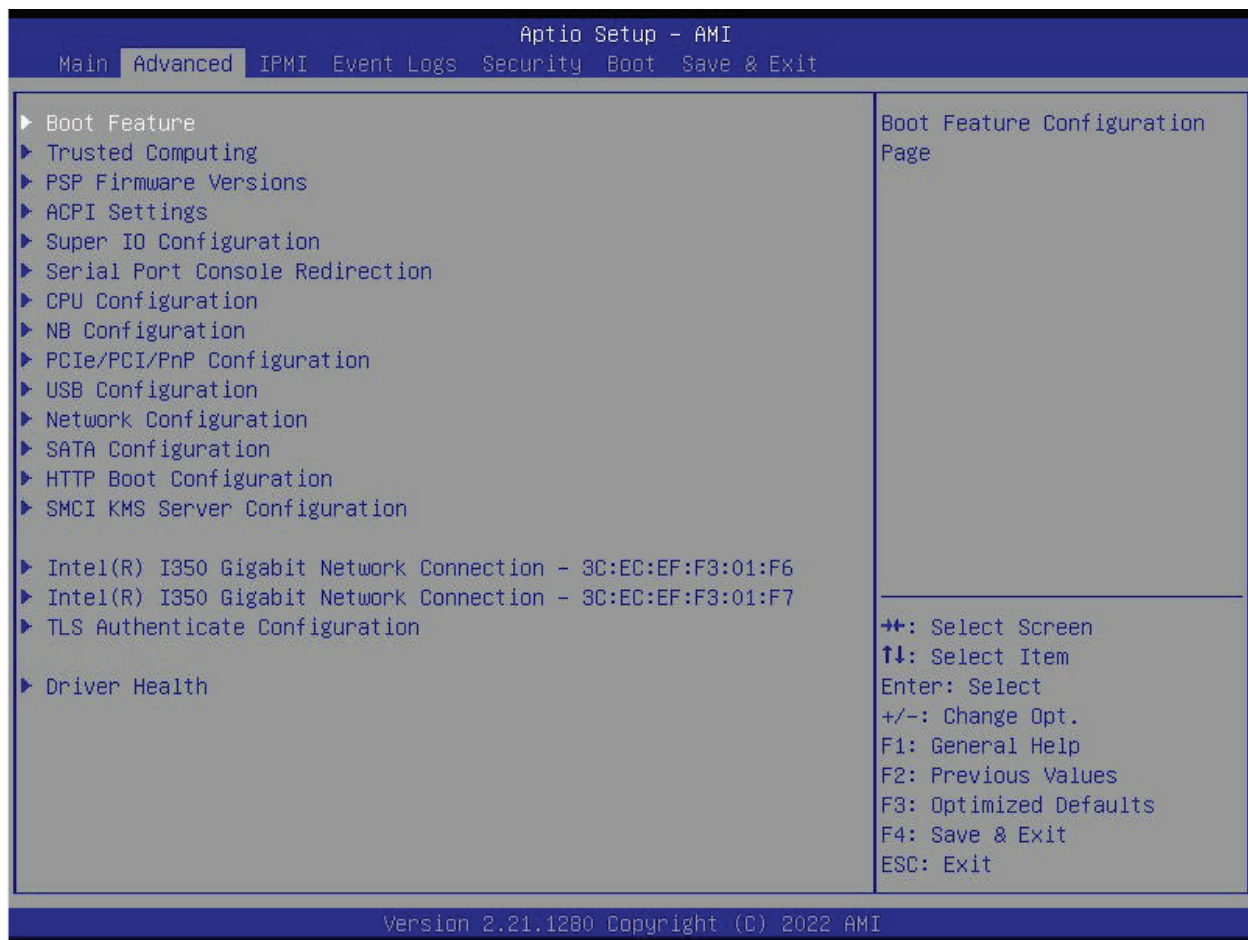 Aptio Setup – AMI
Main Advanced IPMI Event Logs Security Boot Save & Exit
Boot Feature
Trusted Computing
PSP Firmware Versions
ACPI Settings
Super IO Configuration
Serial Port Console Redirection
CPU Configuration
NB Configuration
PCIe/PCI/PnP Configuration
USB Configuration
Network Configuration
SATA Configuration
HTTP Boot Configuration
SMCI KMS Server Configuration
Intel(R) I350 Gigabit Network Connection – 3C:EC:EF:F3:01:F6
Intel(R) I350 Gigabit Network Connection – 3C:EC:EF:F3:01:F7
TLS Authenticate Configuration
Driver Health
Boot Feature Configuration
Page
→←: Select Screen
↑↓: Select Item
Enter: Select
+/-: Change Opt.
F1: General Help
F2: Previous Values
F3: Optimized Defaults
F4: Save & Exit
ESC: Exit
Version 2.21.1280 Copyright (C) 2022 AMI